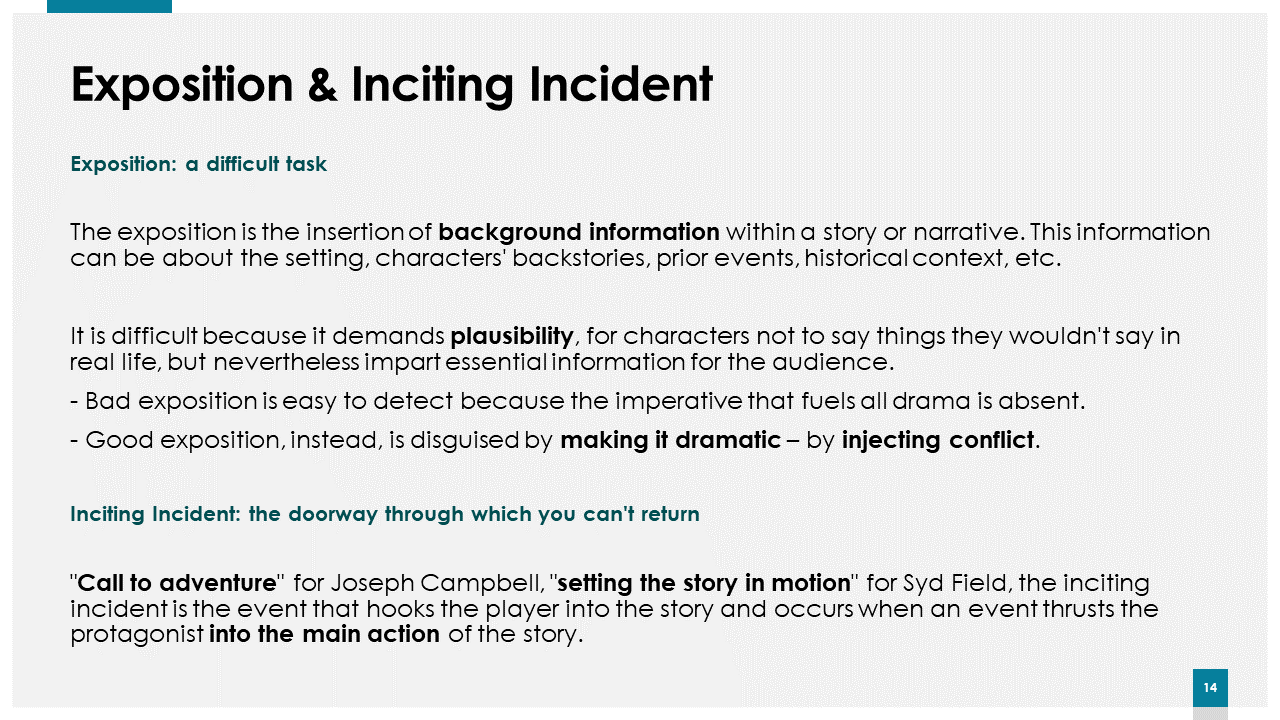 Exposition & Inciting Incident
Exposition: a difficult task
The exposition is the insertion of background information within a story or narrative. This information
can be about the setting, characters' backstories, prior events, historical context, etc.
It is difficult because it demands plausibility, for characters not to say things they wouldn't say in
real life, but nevertheless impart essential information for the audience.
- Bad exposition is easy to detect because the imperative that fuels all drama is absent.
- Good exposition, instead, is disguised by making it dramatic – by injecting conflict.
Inciting Incident: the doorway through which you can't return
"Call to adventure" for Joseph Campbell, "setting the story in motion" for Syd Field, the inciting
incident is the event that hooks the player into the story and occurs when an event thrusts the
protagonist into the main action of the story.
14